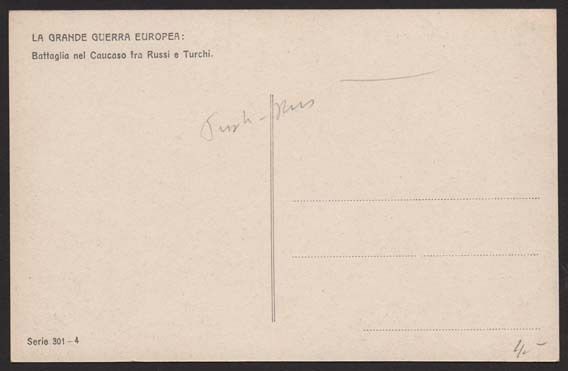 LA GRANDE GUERRA EUROPEA:
Battaglia nel Caucaso fra Russi e Turchi.
Serie 301-4